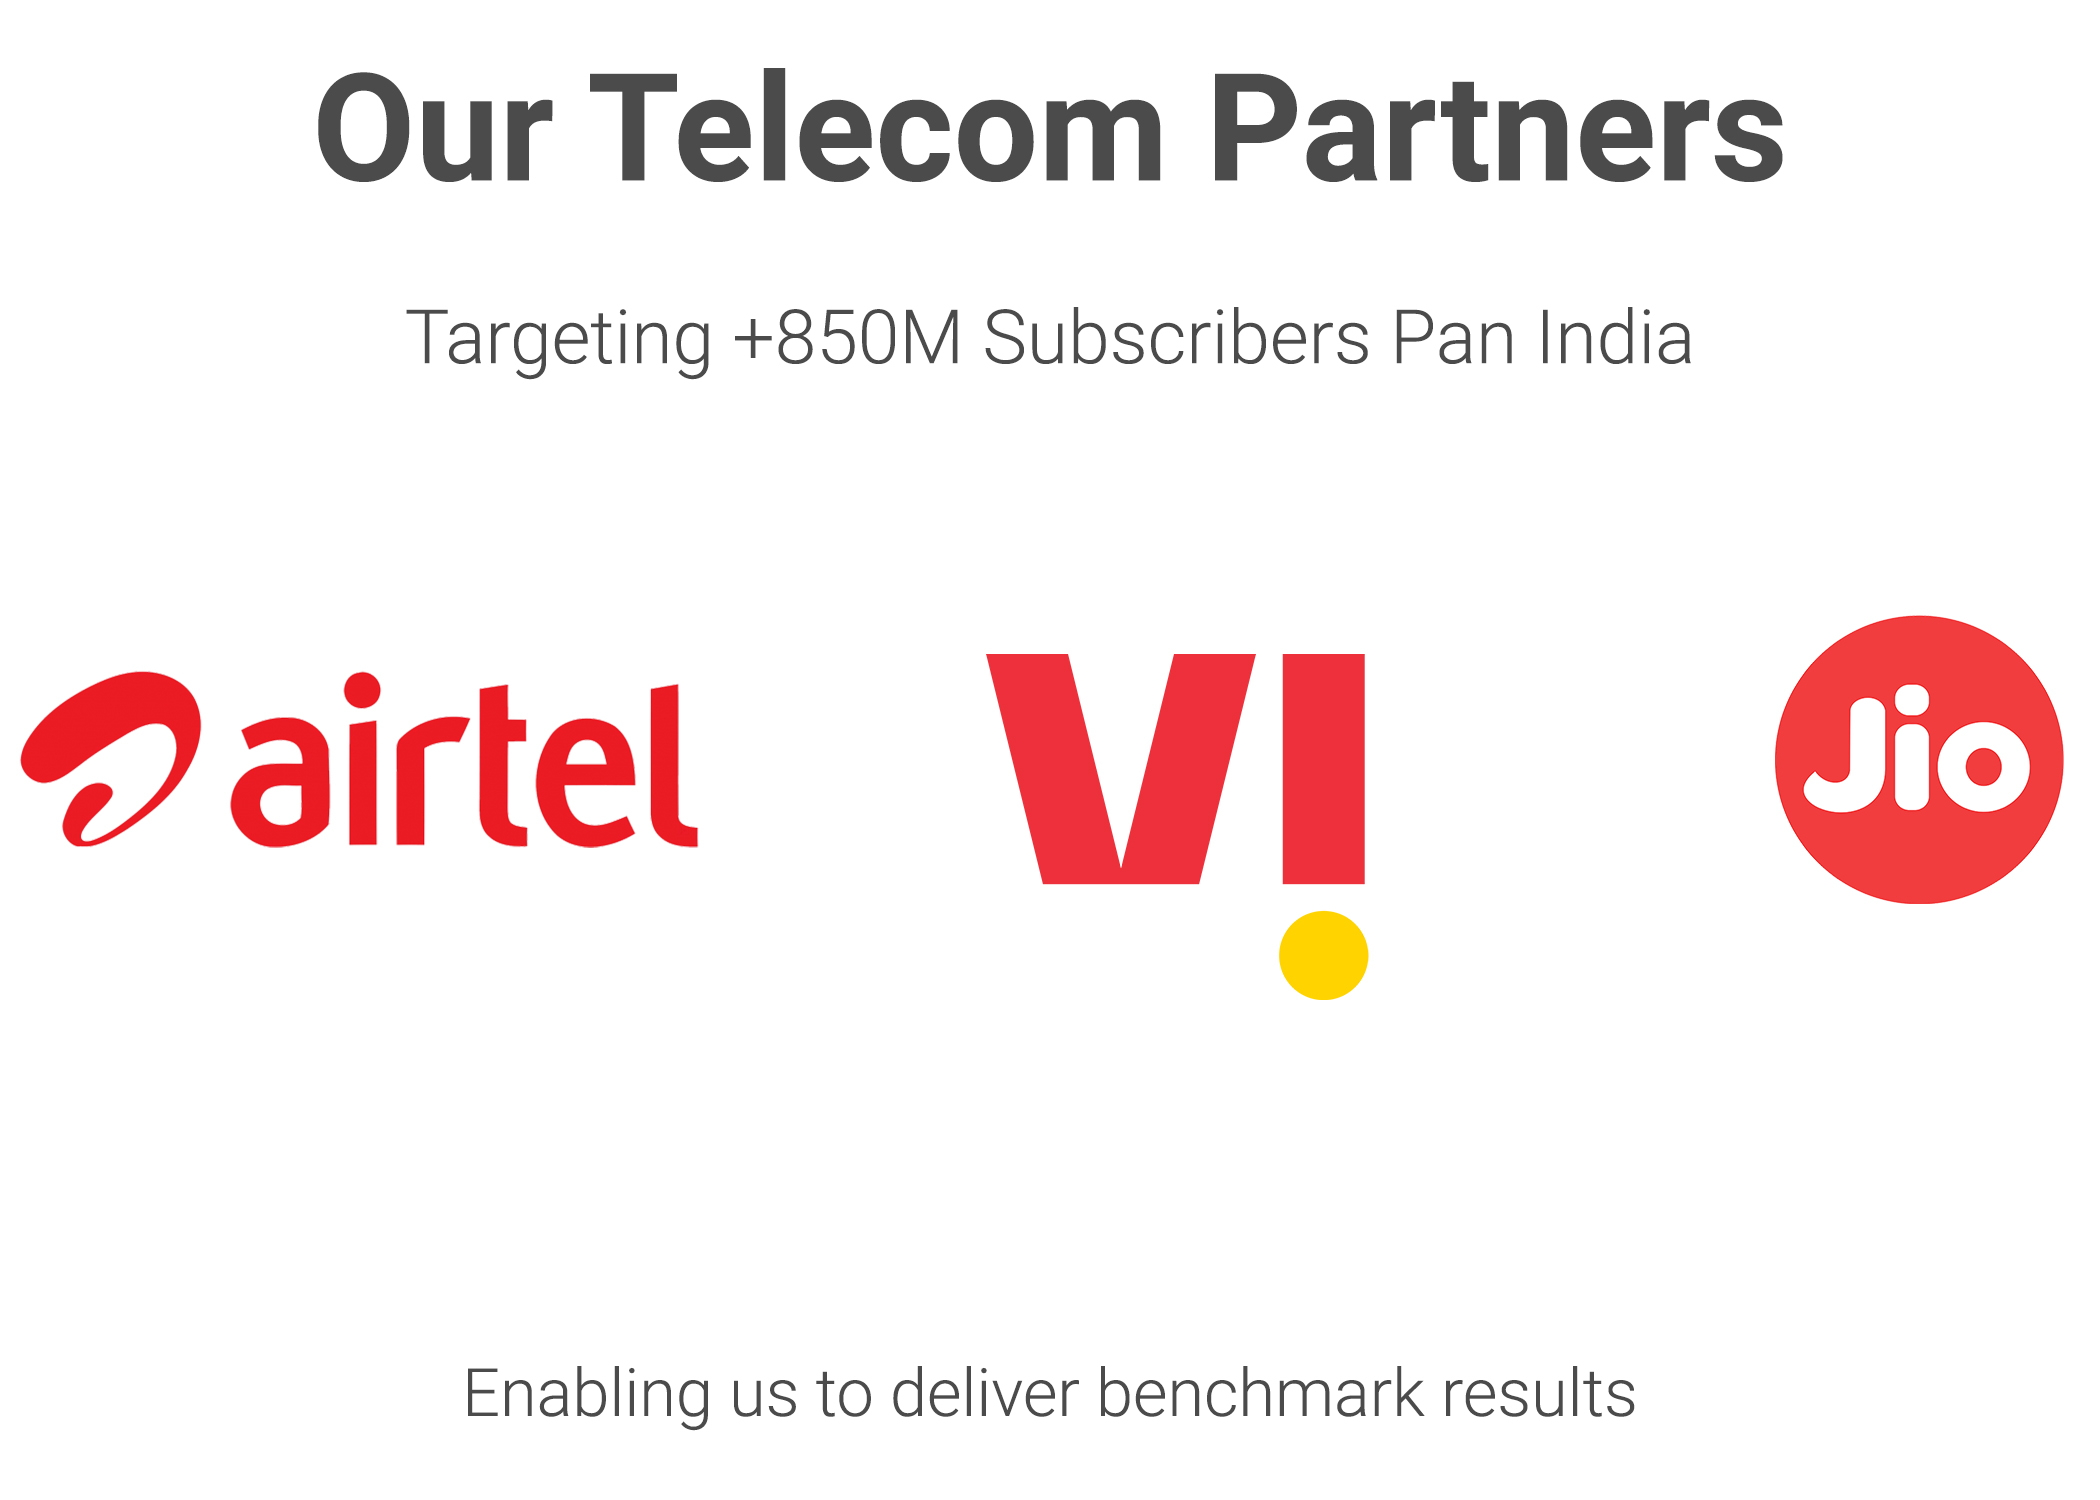 Our Telecom Partners
Targeting +850M Subscribers Pan India
airtel
VI
Jio
Enabling us to deliver benchmark results